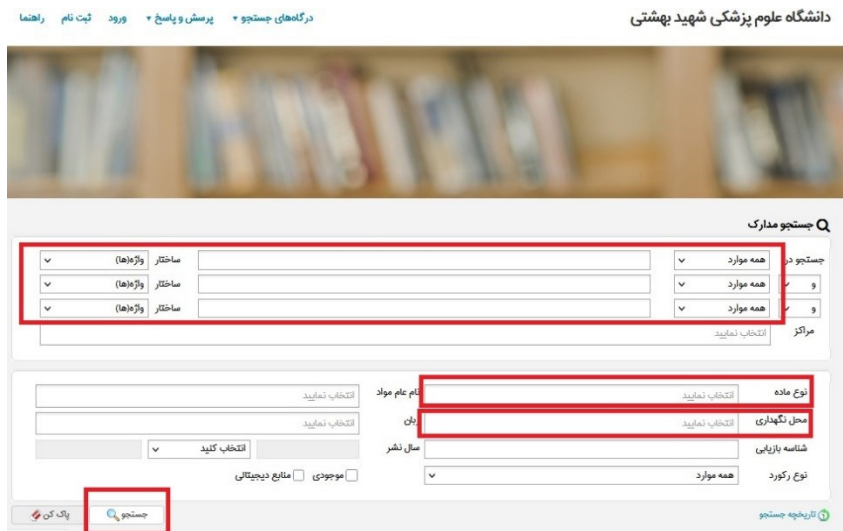 دانشگاه علوم پزشکی شهید بهشتی
درگاه‌های جستجو ▾ پرسش و پاسخ ▾ ورود ثبت نام راهنما
جستجو مدارک
جستجو در همه موارد ساختار واژه(ها)
و همه موارد ساختار واژه(ها)
و همه موارد ساختار واژه(ها)
مراکز انتخاب نمایید
نوع ماده انتخاب نمایید نام عام مواد انتخاب نمایید
محل نگهداری انتخاب نمایید زبان انتخاب نمایید
شناسه بازیابی سال نشر انتخاب کنید
نوع رکورد همه موارد موجودی منابع دیجیتالی
تاریخچه جستجو جستجو پاک کن